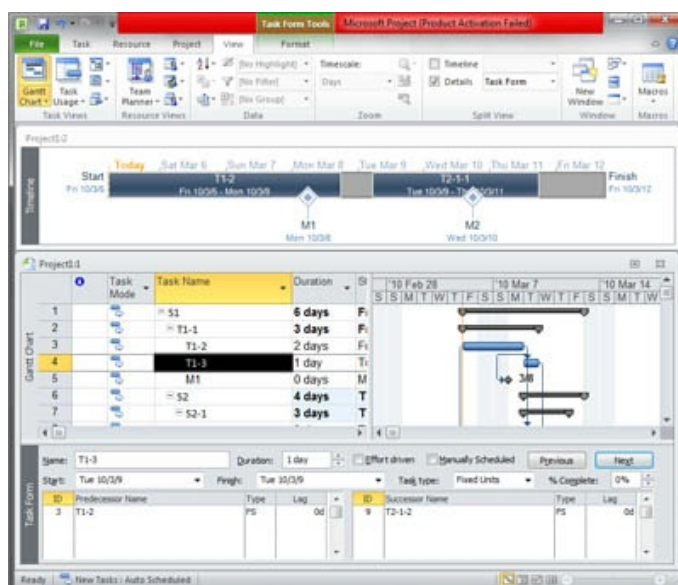 Task Form Tools Microsoft Project (Product Activation Failed)
File Task Resource Project View Format
Gantt Chart Task Usage Team Planner [No Highlight] [No Filter] [No Group] Timescale: Days Timeline Details Task Form New Window Macros
Task Views Resource Views Data Zoom Split View Window Macros
Project1:2
Timeline
Today Sat Mar 6 Sun Mar 7 Mon Mar 8 Tue Mar 9 Wed Mar 10 Thu Mar 11 Fri Mar 12
Start T1-2 T2-1-1 Finish
Fri 10/3/5 Fri 10/3/5 - Mon 10/3/8 Tue 10/3/9 - Thu 10/3/11 Fri 10/3/12
M1 M2
Mon 10/3/8 Wed 10/3/10
Project1:1
Gantt Chart
Task Mode Task Name Duration '10 Feb 28 '10 Mar 7 '10 Mar 14
S S M T W T F S S M T W T F S S M T W
1 S1 6 days
2 T1-1 3 days
3 T1-2 2 days
4 T1-3 1 day
5 M1 0 days M 3/8
6 S2 4 days T
7 S2-1 3 days T
Task Form
Name: T1-3 Duration: 1 day Effort driven Manually Scheduled Previous Next
Start: Tue 10/3/9 Finish: Tue 10/3/9 Task type: Fixed Units % Complete: 0%
ID Predecessor Name Type Lag ID Successor Name Type Lag
3 T1-2 FS 0d 9 T2-1-2 FS 0d
Ready New Tasks : Auto Scheduled